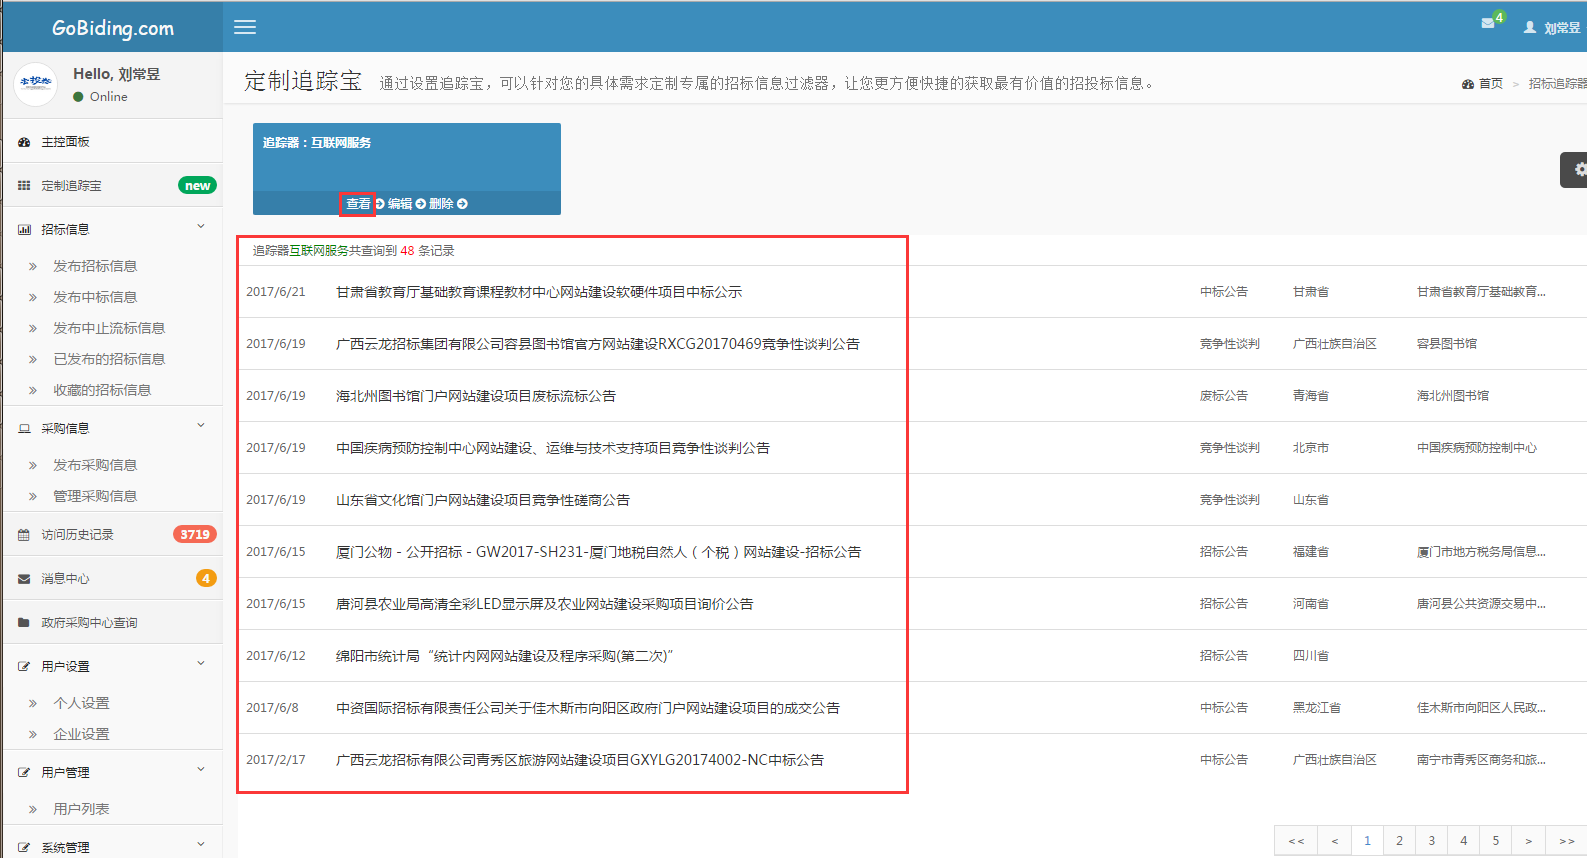 GoBiding.com
4
刘常昱
Hello, 刘常昱
Online
定制追踪宝 通过设置追踪宝，可以针对您的具体需求定制专属的招标信息过滤器，让您更方便快捷的获取最有价值的招投标信息。
首页 > 招标追踪器
主控面板
定制追踪宝 new
招标信息
发布招标信息
发布中标信息
发布中止流标信息
已发布的招标信息
收藏的招标信息
采购信息
发布采购信息
管理采购信息
访问历史记录 3719
消息中心 4
政府采购中心查询
用户设置
个人设置
企业设置
用户管理
用户列表
系统管理
追踪器：互联网服务
查看 编辑 删除
追踪器互联网服务共查询到 48 条记录
2017/6/21 甘肃省教育厅基础教育课程教材中心网站建设软硬件项目中标公示 中标公告 甘肃省 甘肃省教育厅基础教育...
2017/6/19 广西云龙招标集团有限公司容县图书馆官方网站建设RXCG20170469竞争性谈判公告 竞争性谈判 广西壮族自治区 容县图书馆
2017/6/19 海北州图书馆门户网站建设项目废标流标公告 废标公告 青海省 海北州图书馆
2017/6/19 中国疾病预防控制中心网站建设、运维与技术支持项目竞争性谈判公告 竞争性谈判 北京市 中国疾病预防控制中心
2017/6/19 山东省文化馆门户网站建设项目竞争性磋商公告 竞争性谈判 山东省
2017/6/15 厦门公物 - 公开招标 - GW2017-SH231-厦门地税自然人（个税）网站建设-招标公告 招标公告 福建省 厦门市地方税务局信息...
2017/6/15 唐河县农业局高清全彩LED显示屏及农业网站建设采购项目询价公告 招标公告 河南省 唐河县公共资源交易中...
2017/6/12 绵阳市统计局“统计内网网站建设及程序采购(第二次)” 招标公告 四川省
2017/6/8 中资国际招标有限责任公司关于佳木斯市向阳区政府门户网站建设项目的成交公告 中标公告 黑龙江省 佳木斯市向阳区人民政...
2017/2/17 广西云龙招标有限公司青秀区旅游网站建设项目GXYLG20174002-NC中标公告 中标公告 广西壮族自治区 南宁市青秀区商务和旅...
<< < 1 2 3 4 5 > >>